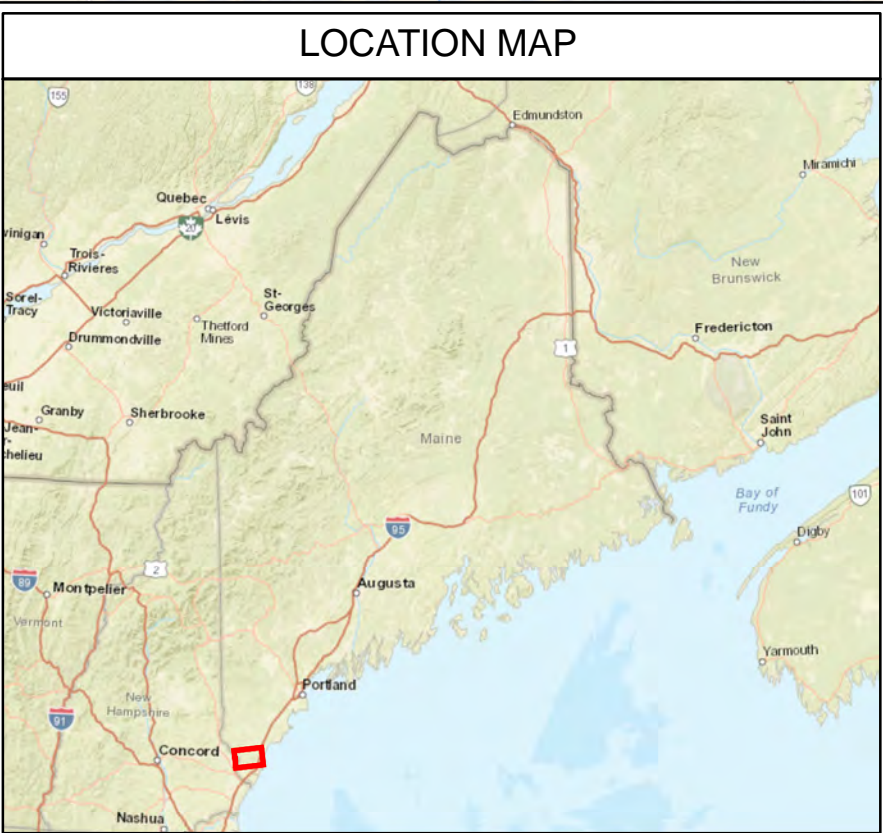 LOCATION MAP
155
138
Edmundston
Miramichi
Quebec
Lévis
20
vinigan
Trois-
Rivieres
New
Brunswick
Sorel-
Tracy
St-
Georges
Victoriaville
Thetford
Mines
Fredericton
Drummondville
1
euil
Granby
Sherbrooke
Saint
John
Jean-
r-
chelieu
Maine
Bay of
Fundy
101
95
Digby
2
89
Montpelier
Augusta
Vermont
Yarmouth
Portland
New
Hampshire
91
Concord
Nashua